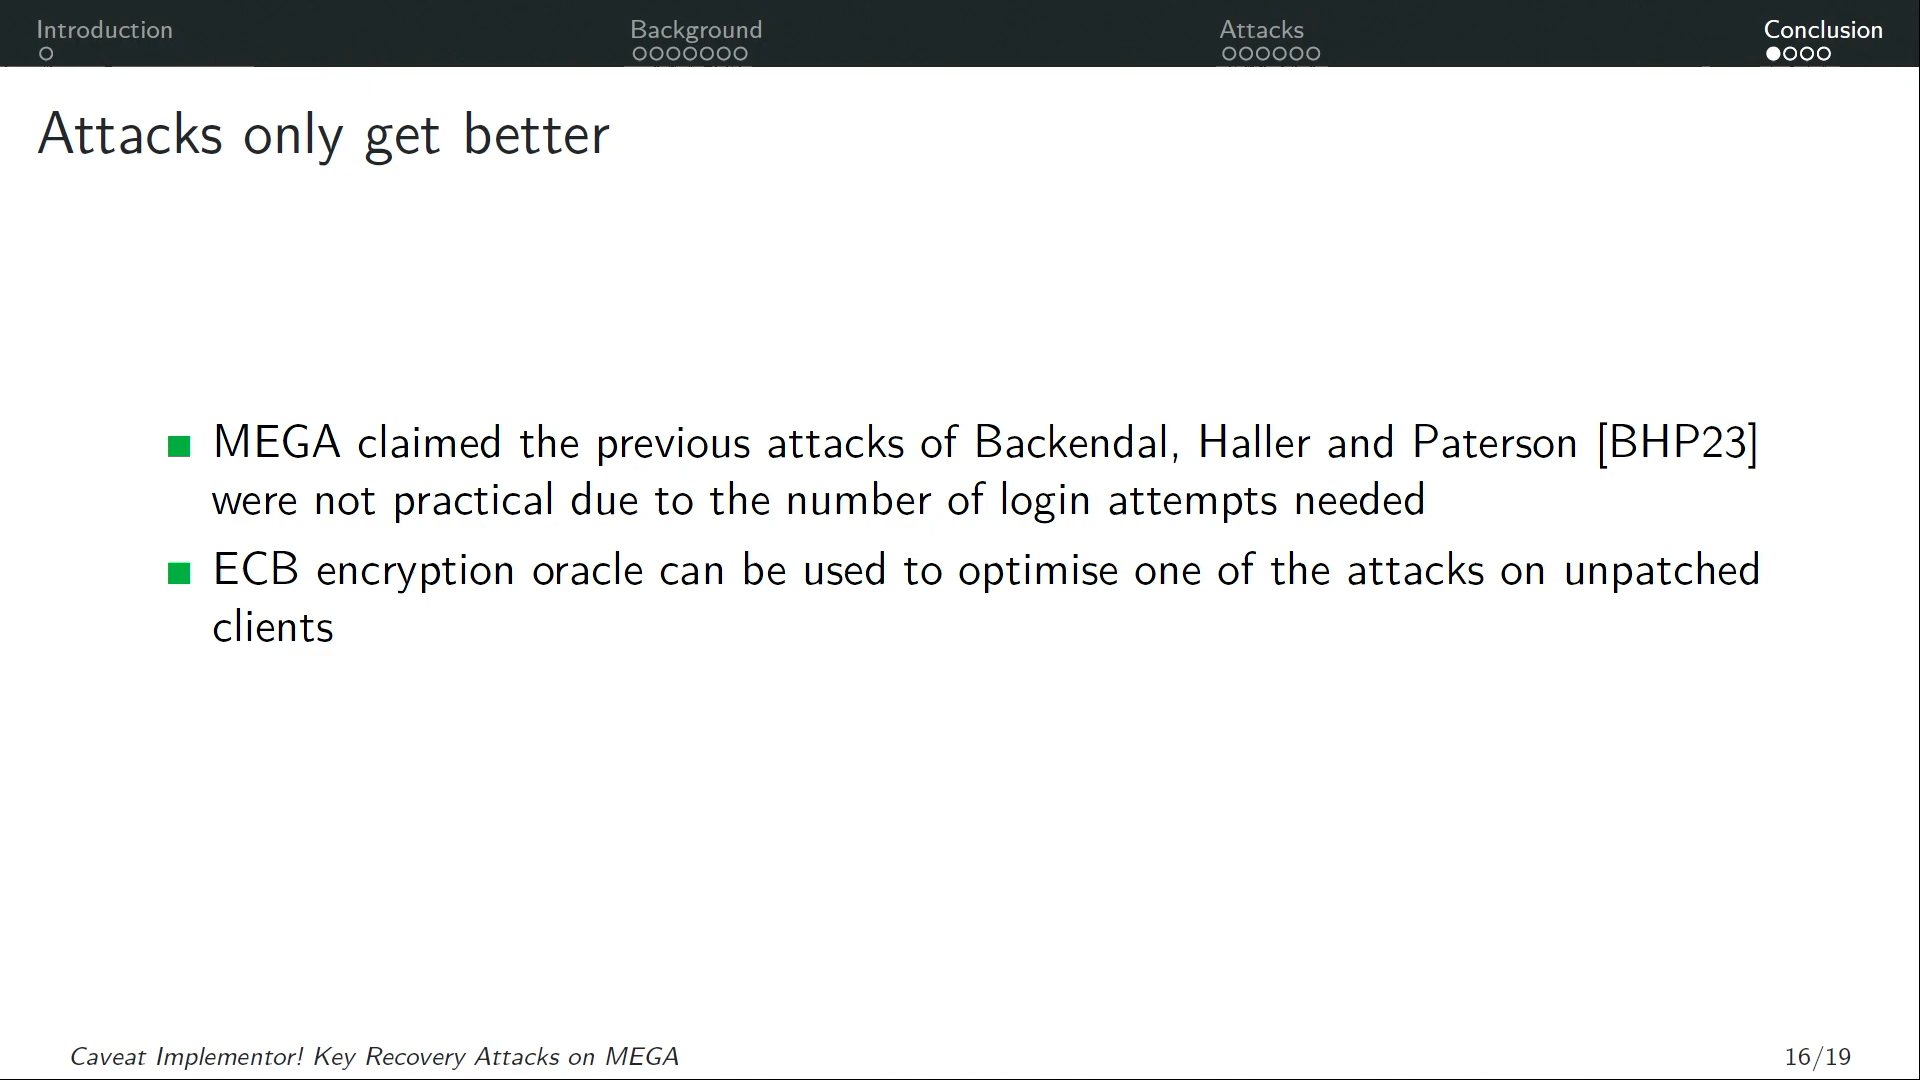 Introduction
Background
Attacks
Conclusion
Attacks only get better
MEGA claimed the previous attacks of Backendal, Haller and Paterson [BHP23]
were not practical due to the number of login attempts needed
ECB encryption oracle can be used to optimise one of the attacks on unpatched
clients
Caveat Implementor! Key Recovery Attacks on MEGA
16/19